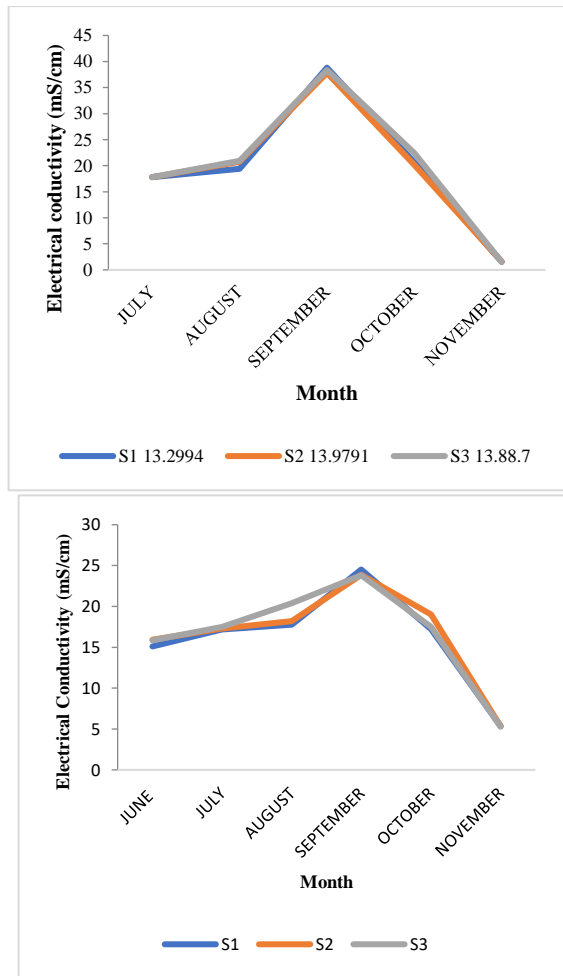 Electrical coductivity (mS/cm)
45
40
35
30
25
20
15
10
5
0
JULY
AUGUST
SEPTEMBER
OCTOBER
NOVEMBER
Month
S1 13.2994 S2 13.9791 S3 13.88.7
Electrical Conductivity (mS/cm)
30
25
20
15
10
5
0
JUNE
JULY
AUGUST
SEPTEMBER
OCTOBER
NOVEMBER
Month
S1 S2 S3